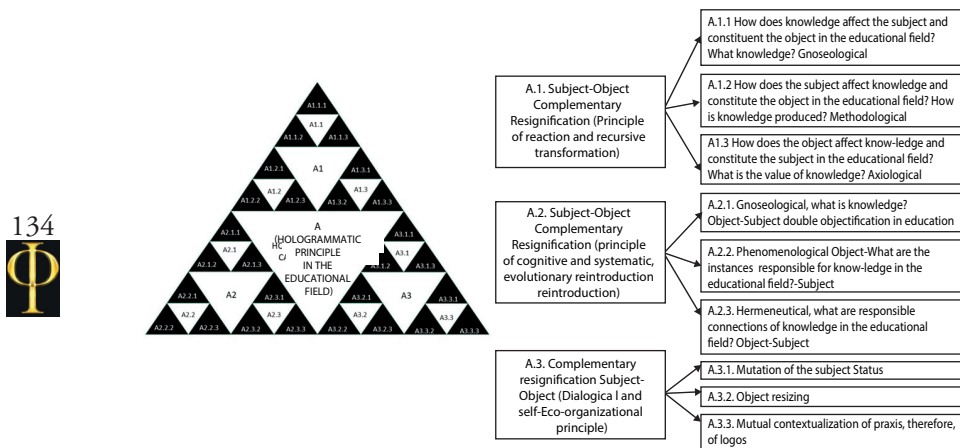 134
A1.1.1
A1.1
A1.1.2
A1.1.3
A1.2.1
A1
A1.3.1
A1.2
A1.3
A1.2.2
A1.2.3
A1.3.2
A1.3.3
A
(HOLOGRAMMATIC
PRINCIPLE
IN THE
EDUCATIONAL
FIELD)
A2.1.1
A3.1.1
A2.1
A3.1
A2.1.2
A2.1.3
A3.1.2
A3.1.3
A2.2.1
A2
A2.3.1
A3.2.1
A3
A3.3.1
A2.2
A2.3
A3.2
A3.3
A2.2.2
A2.2.3
A2.3.2
A2.3.3
A3.2.2
A3.2.3
A3.3.2
A3.3.3
A.1. Subject-Object
Complementary
Resignification (Principle
of reaction and recursive
transformation)
A.1.1 How does knowledge affect the subject and
constituent the object in the educational field?
What knowledge? Gnoseological
A.1.2 How does the subject affect knowledge and
constitute the object in the educational field? How
is knowledge produced? Methodological
A1.3 How does the object affect know-ledge and
constitute the subject in the educational field?
What is the value of knowledge? Axiological
A.2. Subject-Object
Complementary
Resignification (principle
of cognitive and systematic,
evolutionary reintroduction
reintroduction)
A.2.1. Gnoseological, what is knowledge?
Object-Subject double objectification in education
A.2.2. Phenomenological Object-What are the
instances responsible for know-ledge in the
educational field?-Subject
A.2.3. Hermeneutical, what are responsible
connections of knowledge in the educational
field? Object-Subject
A.3. Complementary
resignification Subject-
Object (Dialogica l and
self-Eco-organizational
principle)
A.3.1. Mutation of the subject Status
A.3.2. Object resizing
A.3.3. Mutual contextualization of praxis, therefore,
of logos